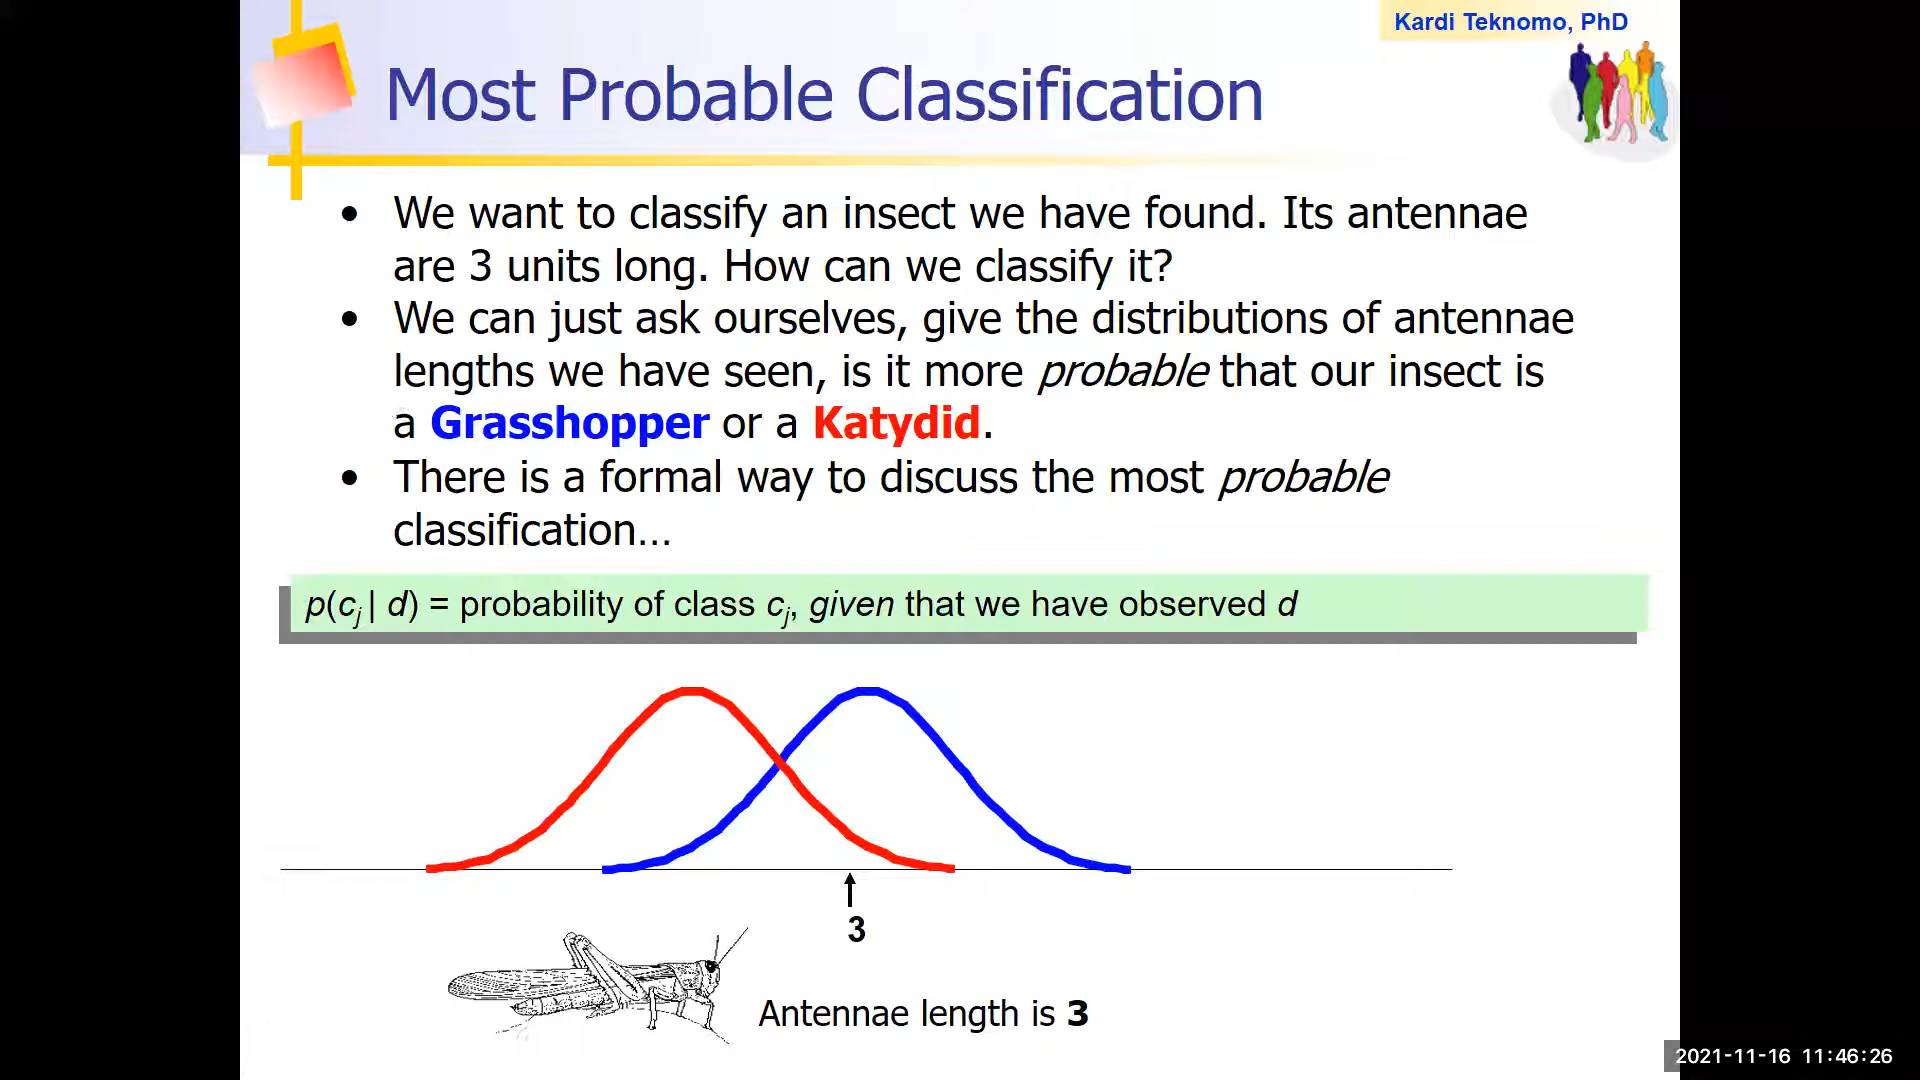 Kardi Teknomo, PhD
Most Probable Classification
• We want to classify an insect we have found. Its antennae
are 3 units long. How can we classify it?
• We can just ask ourselves, give the distributions of antennae
lengths we have seen, is it more probable that our insect is
a Grasshopper or a Katydid.
• There is a formal way to discuss the most probable
classification...
p(cj | d) = probability of class cj, given that we have observed d
3
Antennae length is 3
2021-11-16 11:46:26